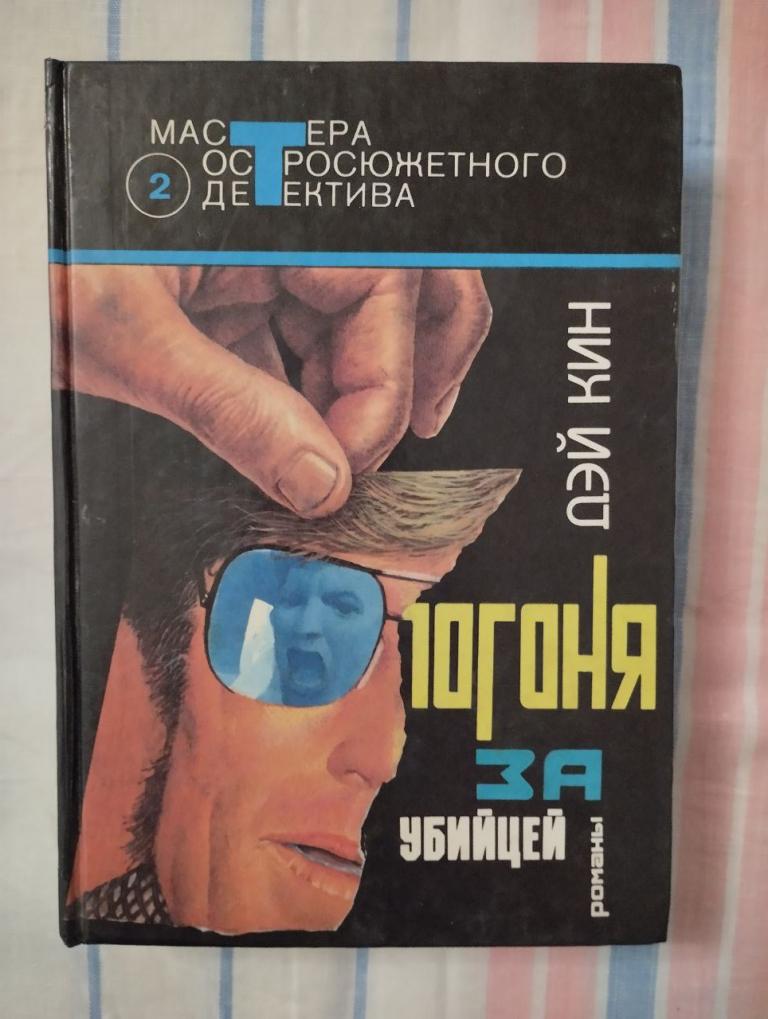 МАСТЕРА
ОСТРОСЮЖЕТНОГО
2 ДЕТЕКТИВА
ДЭЙ КИН
ПОГОНЯ
ЗА
УБИЙЦЕЙ
романы